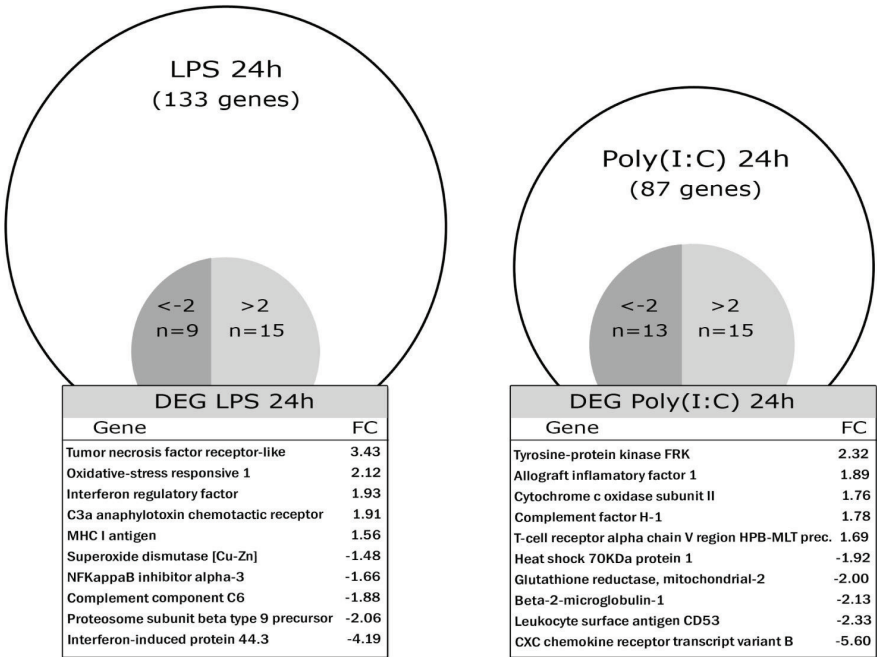 LPS 24h
(133 genes)
<-2 >2
n=9 n=15
DEG LPS 24h
Gene FC
Tumor necrosis factor receptor-like 3.43
Oxidative-stress responsive 1 2.12
Interferon regulatory factor 1.93
C3a anaphylotoxin chemotactic receptor 1.91
MHC I antigen 1.56
Superoxide dismutase [Cu-Zn] -1.48
NFKappaB inhibitor alpha-3 -1.66
Complement component C6 -1.88
Proteosome subunit beta type 9 precursor -2.06
Interferon-induced protein 44.3 -4.19
Poly(I:C) 24h
(87 genes)
<-2 >2
n=13 n=15
DEG Poly(I:C) 24h
Gene FC
Tyrosine-protein kinase FRK 2.32
Allograft inflamatory factor 1 1.89
Cytochrome c oxidase subunit II 1.76
Complement factor H-1 1.78
T-cell receptor alpha chain V region HPB-MLT prec. 1.69
Heat shock 70KDa protein 1 -1.92
Glutathione reductase, mitochondrial-2 -2.00
Beta-2-microglobulin-1 -2.13
Leukocyte surface antigen CD53 -2.33
CXC chemokine receptor transcript variant B -5.60